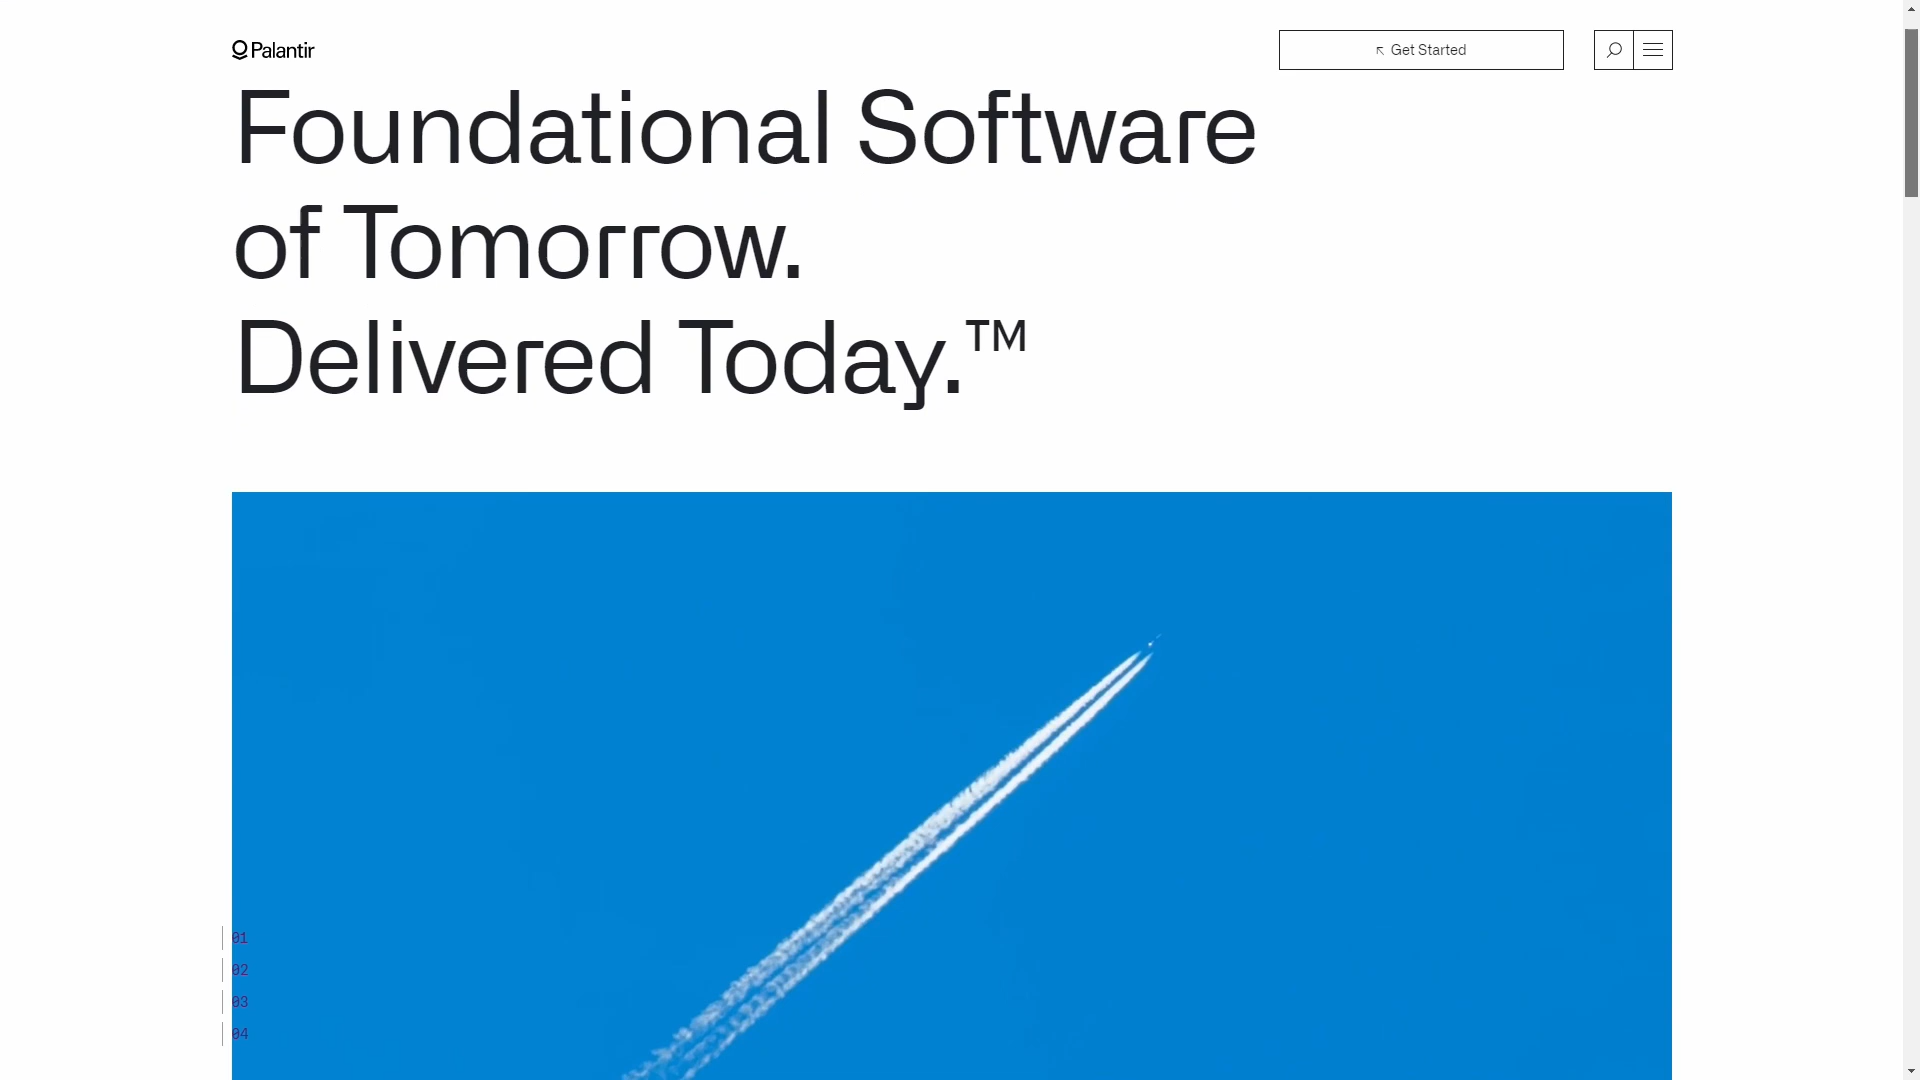 Palantir
Get Started
Foundational Software
of Tomorrow.
Delivered Today.™
01
02
03
04